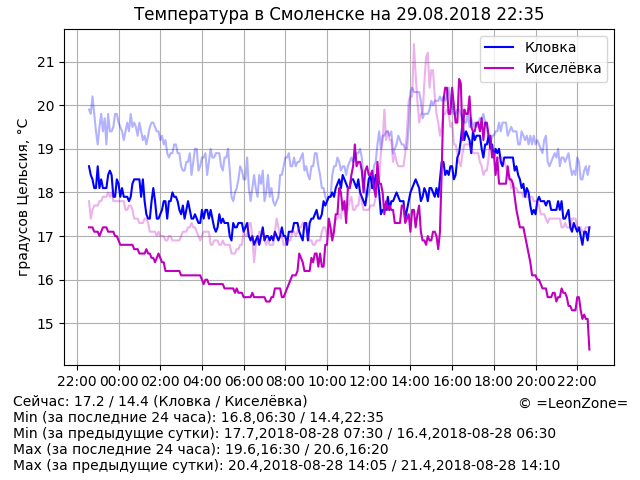 Температура в Смоленске на 29.08.2018 22:35
градусов Цельсия, °C
21
20
19
18
17
16
15
Кловка
Киселёвка
22:00 00:00 02:00 04:00 06:00 08:00 10:00 12:00 14:00 16:00 18:00 20:00 22:00
Сейчас: 17.2 / 14.4 (Кловка / Киселёвка)
© =LeonZone=
Min (за последние 24 часа): 16.8,06:30 / 14.4,22:35
Min (за предыдущие сутки): 17.7,2018-08-28 07:30 / 16.4,2018-08-28 06:30
Max (за последние 24 часа): 19.6,16:30 / 20.6,16:20
Max (за предыдущие сутки): 20.4,2018-08-28 14:05 / 21.4,2018-08-28 14:10